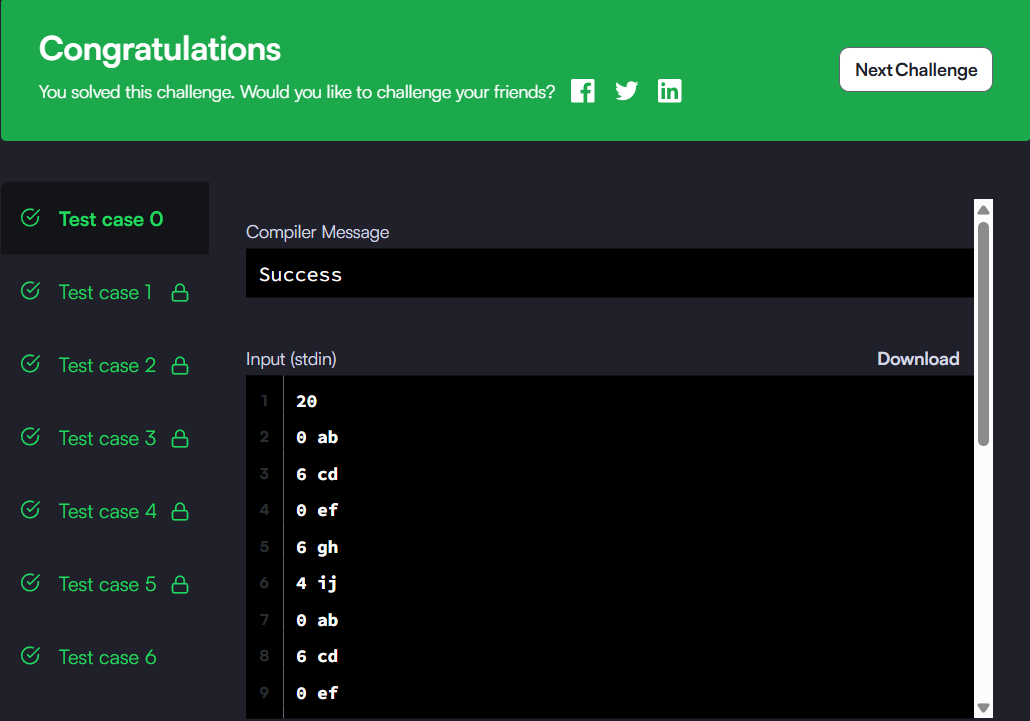 Congratulations
You solved this challenge. Would you like to challenge your friends?
Next Challenge
Test case 0
Test case 1
Test case 2
Test case 3
Test case 4
Test case 5
Test case 6
Compiler Message
Success
Input (stdin)
Download
1 20
2 0 ab
3 6 cd
4 0 ef
5 6 gh
6 4 ij
7 0 ab
8 6 cd
9 0 ef